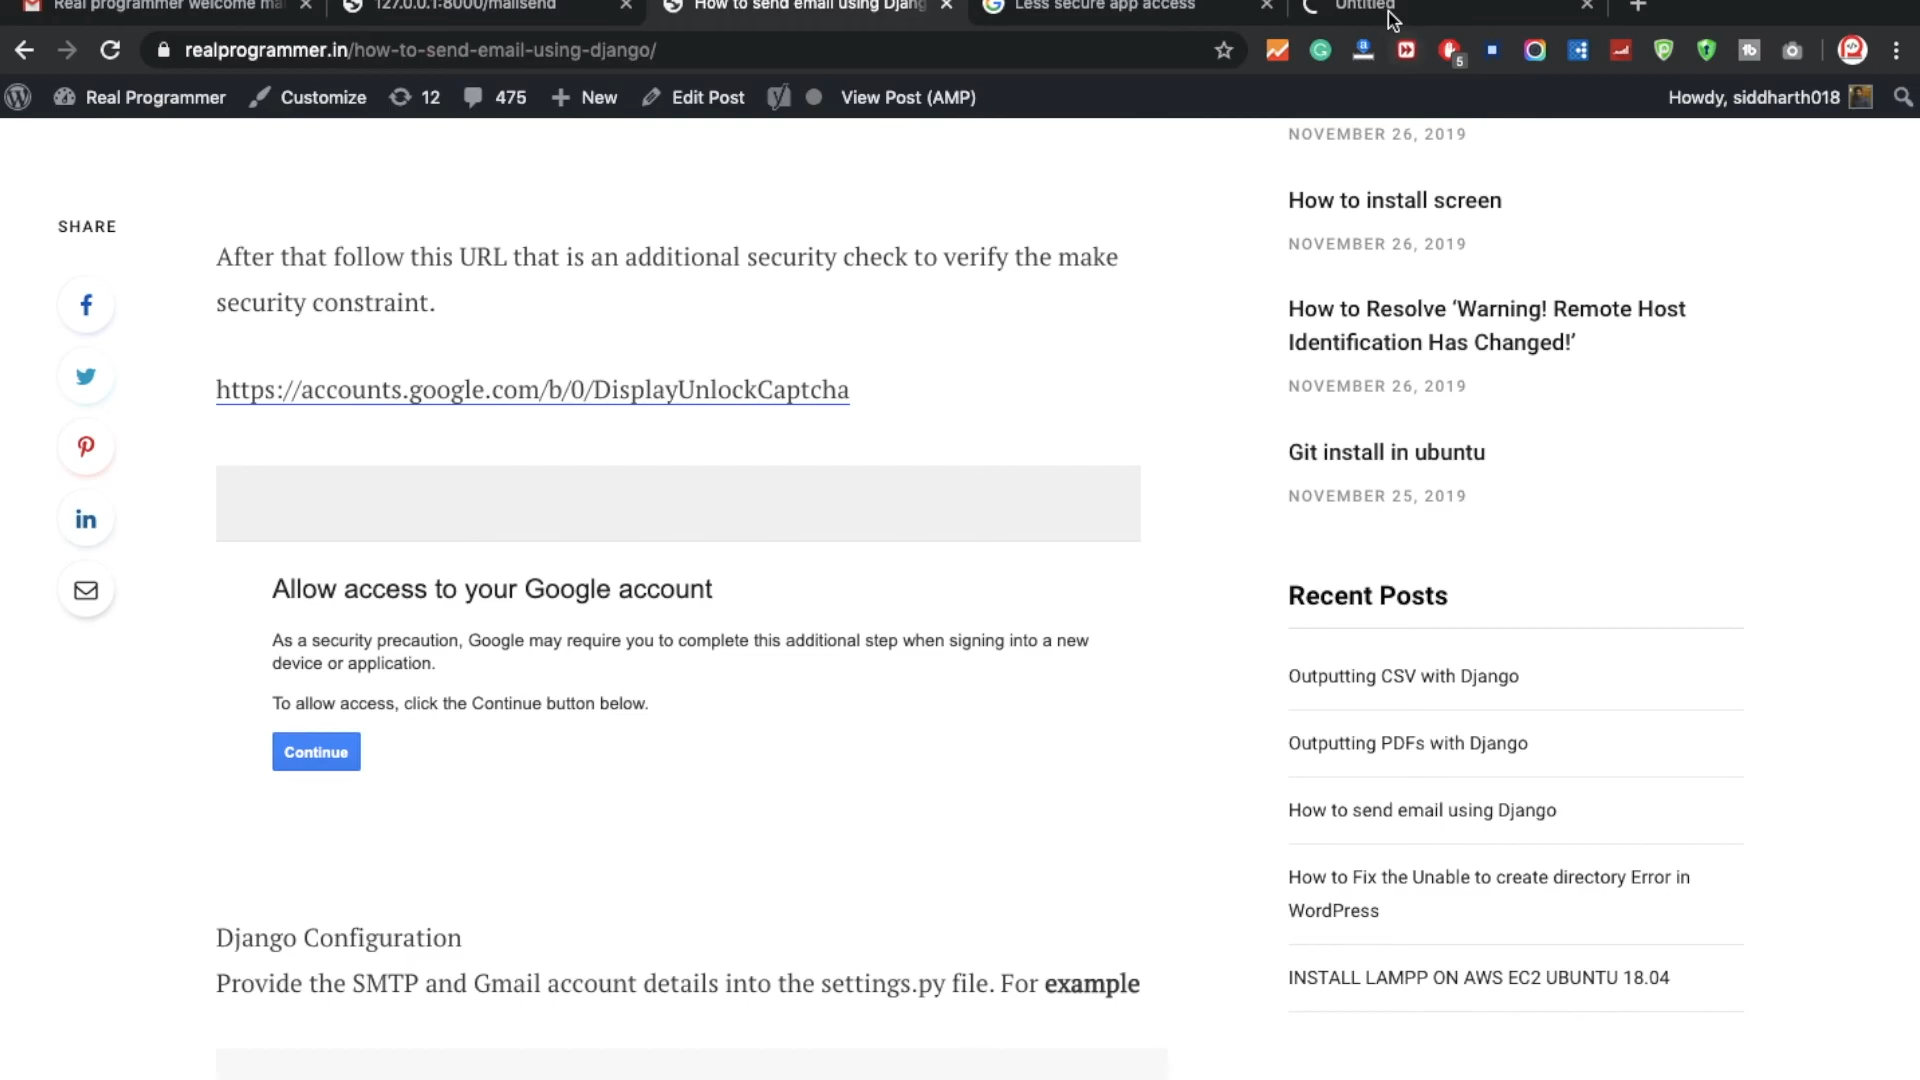 Real programmer welcome ma
127.0.0.1:8000/mailsend
How to send email using Djang
Less secure app access
Untitled
realprogrammer.in/how-to-send-email-using-django/
5
Real Programmer
Customize
12
475
New
Edit Post
View Post (AMP)
Howdy, siddharth018
SHARE
After that follow this URL that is an additional security check to verify the make
security constraint.
https://accounts.google.com/b/0/DisplayUnlockCaptcha
Allow access to your Google account
As a security precaution, Google may require you to complete this additional step when signing into a new
device or application.
To allow access, click the Continue button below.
Continue
Django Configuration
Provide the SMTP and Gmail account details into the settings.py file. For example
NOVEMBER 26, 2019
How to install screen
NOVEMBER 26, 2019
How to Resolve ‘Warning! Remote Host
Identification Has Changed!’
NOVEMBER 26, 2019
Git install in ubuntu
NOVEMBER 25, 2019
Recent Posts
Outputting CSV with Django
Outputting PDFs with Django
How to send email using Django
How to Fix the Unable to create directory Error in
WordPress
INSTALL LAMPP ON AWS EC2 UBUNTU 18.04